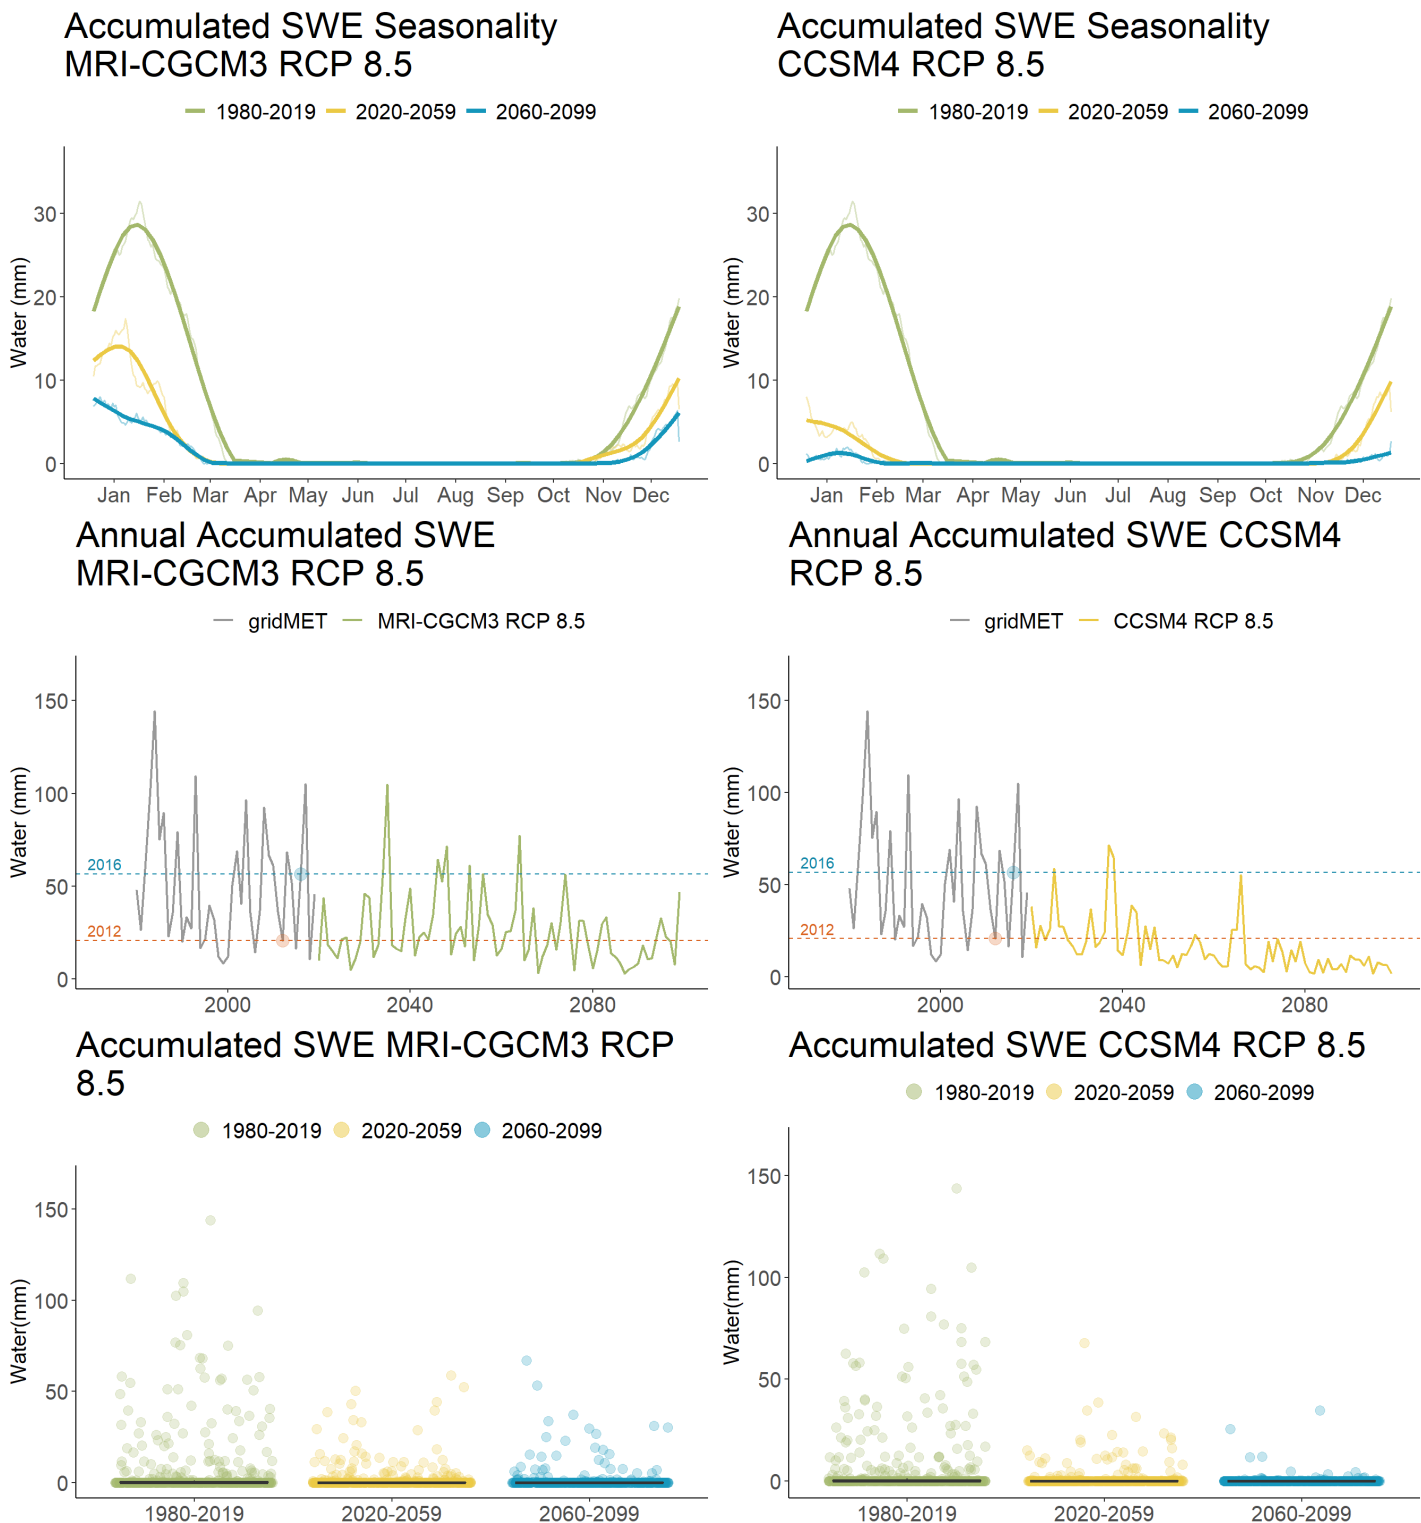 Accumulated SWE Seasonality
MRI-CGCM3 RCP 8.5
1980-2019 2020-2059 2060-2099
Water (mm)
30
20
10
0
Jan Feb Mar Apr May Jun Jul Aug Sep Oct Nov Dec
Accumulated SWE Seasonality
CCSM4 RCP 8.5
1980-2019 2020-2059 2060-2099
Water (mm)
30
20
10
0
Jan Feb Mar Apr May Jun Jul Aug Sep Oct Nov Dec
Annual Accumulated SWE
MRI-CGCM3 RCP 8.5
gridMET MRI-CGCM3 RCP 8.5
Water (mm)
150
100
50
0
2016
2012
2000 2040 2080
Annual Accumulated SWE CCSM4
RCP 8.5
gridMET CCSM4 RCP 8.5
Water (mm)
150
100
50
0
2016
2012
2000 2040 2080
Accumulated SWE MRI-CGCM3 RCP
8.5
1980-2019 2020-2059 2060-2099
Water(mm)
150
100
50
0
1980-2019 2020-2059 2060-2099
Accumulated SWE CCSM4 RCP 8.5
1980-2019 2020-2059 2060-2099
Water(mm)
150
100
50
0
1980-2019 2020-2059 2060-2099